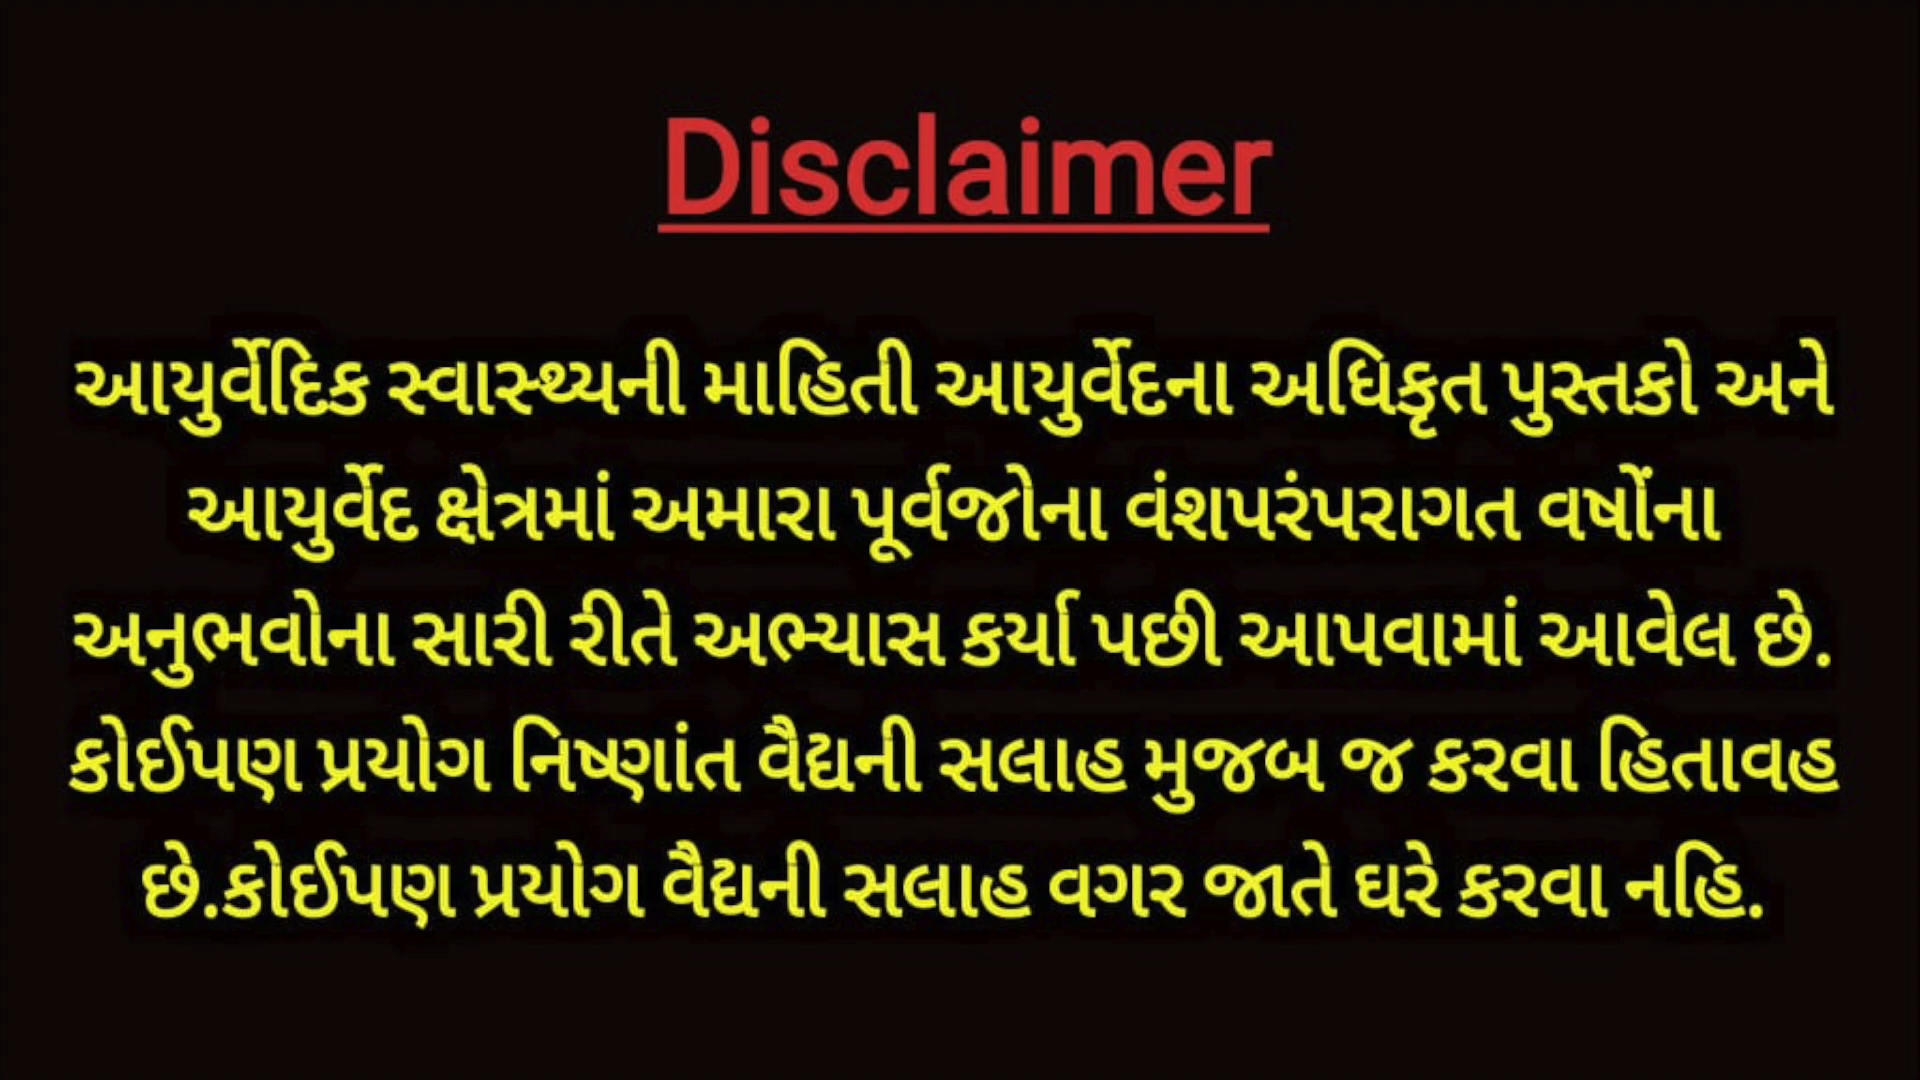 Disclaimer
આયુર્વેદિક સ્વાસ્થ્યની માહિતી આયુર્વેદના અધિકૃત પુસ્તકો અને
આયુર્વેદ ક્ષેત્રમાં અમારા પૂર્વજોના વંશપરંપરાગત વર્ષોના
અનુભવોના સારી રીતે અભ્યાસ કર્યા પછી આપવામાં આવેલ છે.
કોઈપણ પ્રયોગ નિષ્ણાંત વૈદ્યની સલાહ મુજબ જ કરવા હિતાવહ
છે.કોઈપણ પ્રયોગ વૈદ્યની સલાહ વગર જાતે ઘરે કરવા નહિ.